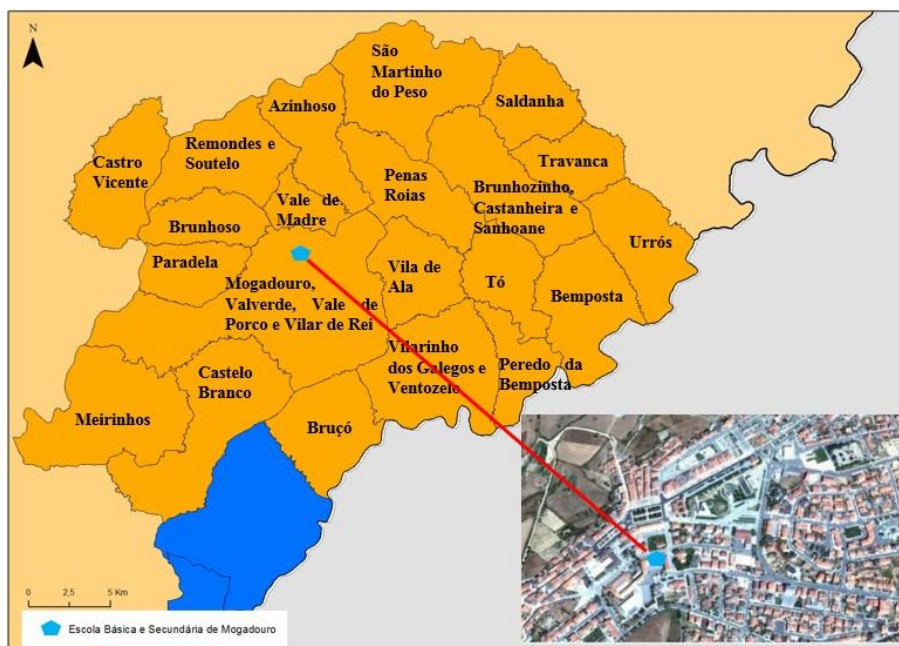 N
São
Martinho
do Peso
Azinhoso
Saldanha
Castro
Vicente
Remondes e
Soutelo
Travanca
Penas
Roias
Brunhozinho,
Castanheira e
Sanhoane
Vale de
Madre
Brunhoso
Urrós
Paradela
Vila de
Ala
Tó
Bemposta
Mogadouro,
Valverde, Vale de
Porco e Vilar de Rei
Vilarinho
dos Galegos e
Ventozelo
Peredo da
Bemposta
Castelo
Branco
Meirinhos
Bruçó
0 2,5 5 Km
Escola Básica e Secundária de Mogadouro